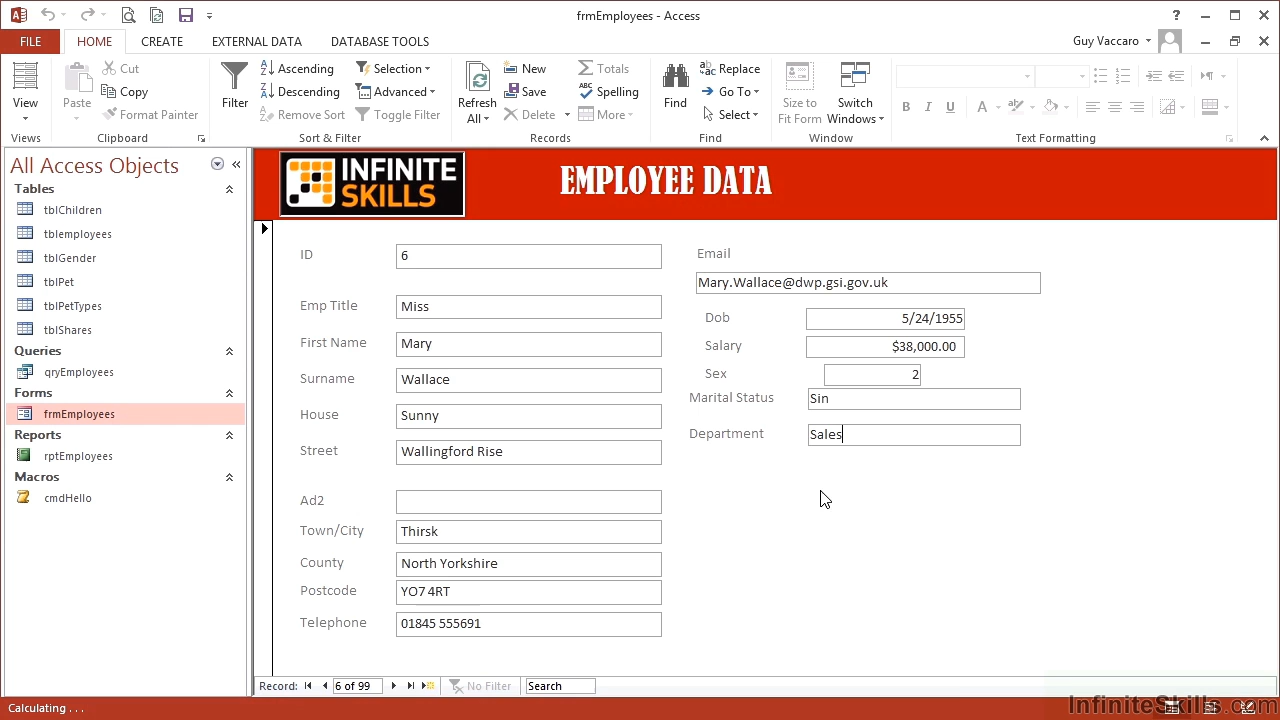 frmEmployees - Access
?
FILE
HOME
CREATE
EXTERNAL DATA
DATABASE TOOLS
Guy Vaccaro
View
Views
Paste
Cut
Copy
Format Painter
Clipboard
Filter
Ascending
Descending
Remove Sort
Selection
Advanced
Sort & Filter
Refresh
All
New
Save
Delete
Totals
Spelling
More
Records
Find
Replace
Go To
Select
Find
Size to
Fit Form
Switch
Windows
Window
B I U
A
Text Formatting
All Access Objects
Tables
tblChildren
tblemployees
tblGender
tblPet
tblPetTypes
tblShares
Queries
qryEmployees
Forms
frmEmployees
Reports
rptEmployees
Macros
cmdHello
INFINITE
SKILLS
EMPLOYEE DATA
ID 6
Emp Title Miss
First Name Mary
Surname Wallace
House Sunny
Street Wallingford Rise
Ad2
Town/City Thirsk
County North Yorkshire
Postcode YO7 4RT
Telephone 01845 555691
Email
Mary.Wallace@dwp.gsi.gov.uk
Dob 5/24/1955
Salary $38,000.00
Sex 2
Marital Status Sin
Department Sales
Record: 6 of 99 No Filter Search
Calculating . . .
InfiniteSkills.com